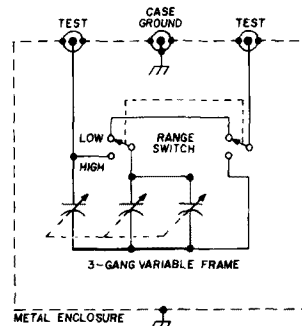 TEST
CASE
GROUND
TEST
LOW
RANGE
SWITCH
HIGH
3-GANG VARIABLE FRAME
METAL ENCLOSURE